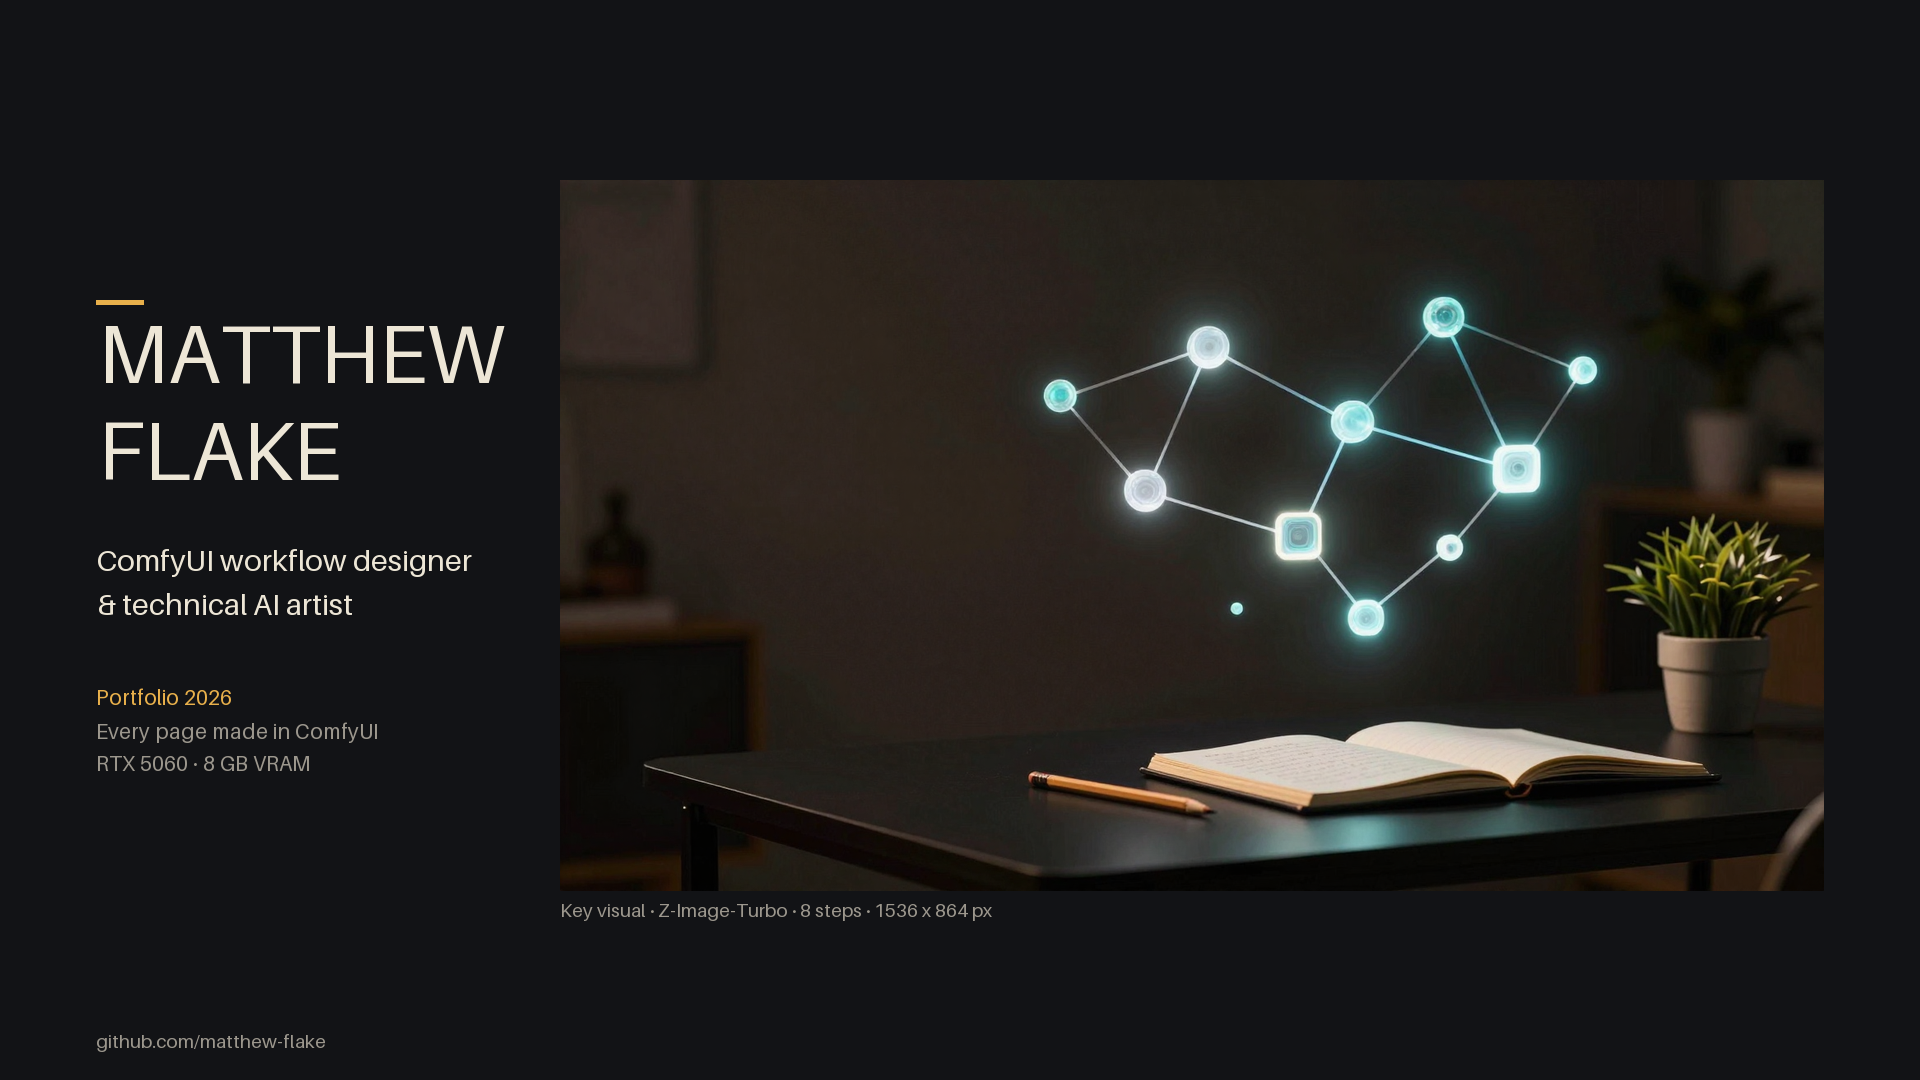 MATTHEW
FLAKE
ComfyUI workflow designer
& technical AI artist
Portfolio 2026
Every page made in ComfyUI
RTX 5060 · 8 GB VRAM
Key visual · Z-Image-Turbo · 8 steps · 1536 x 864 px
github.com/matthew-flake